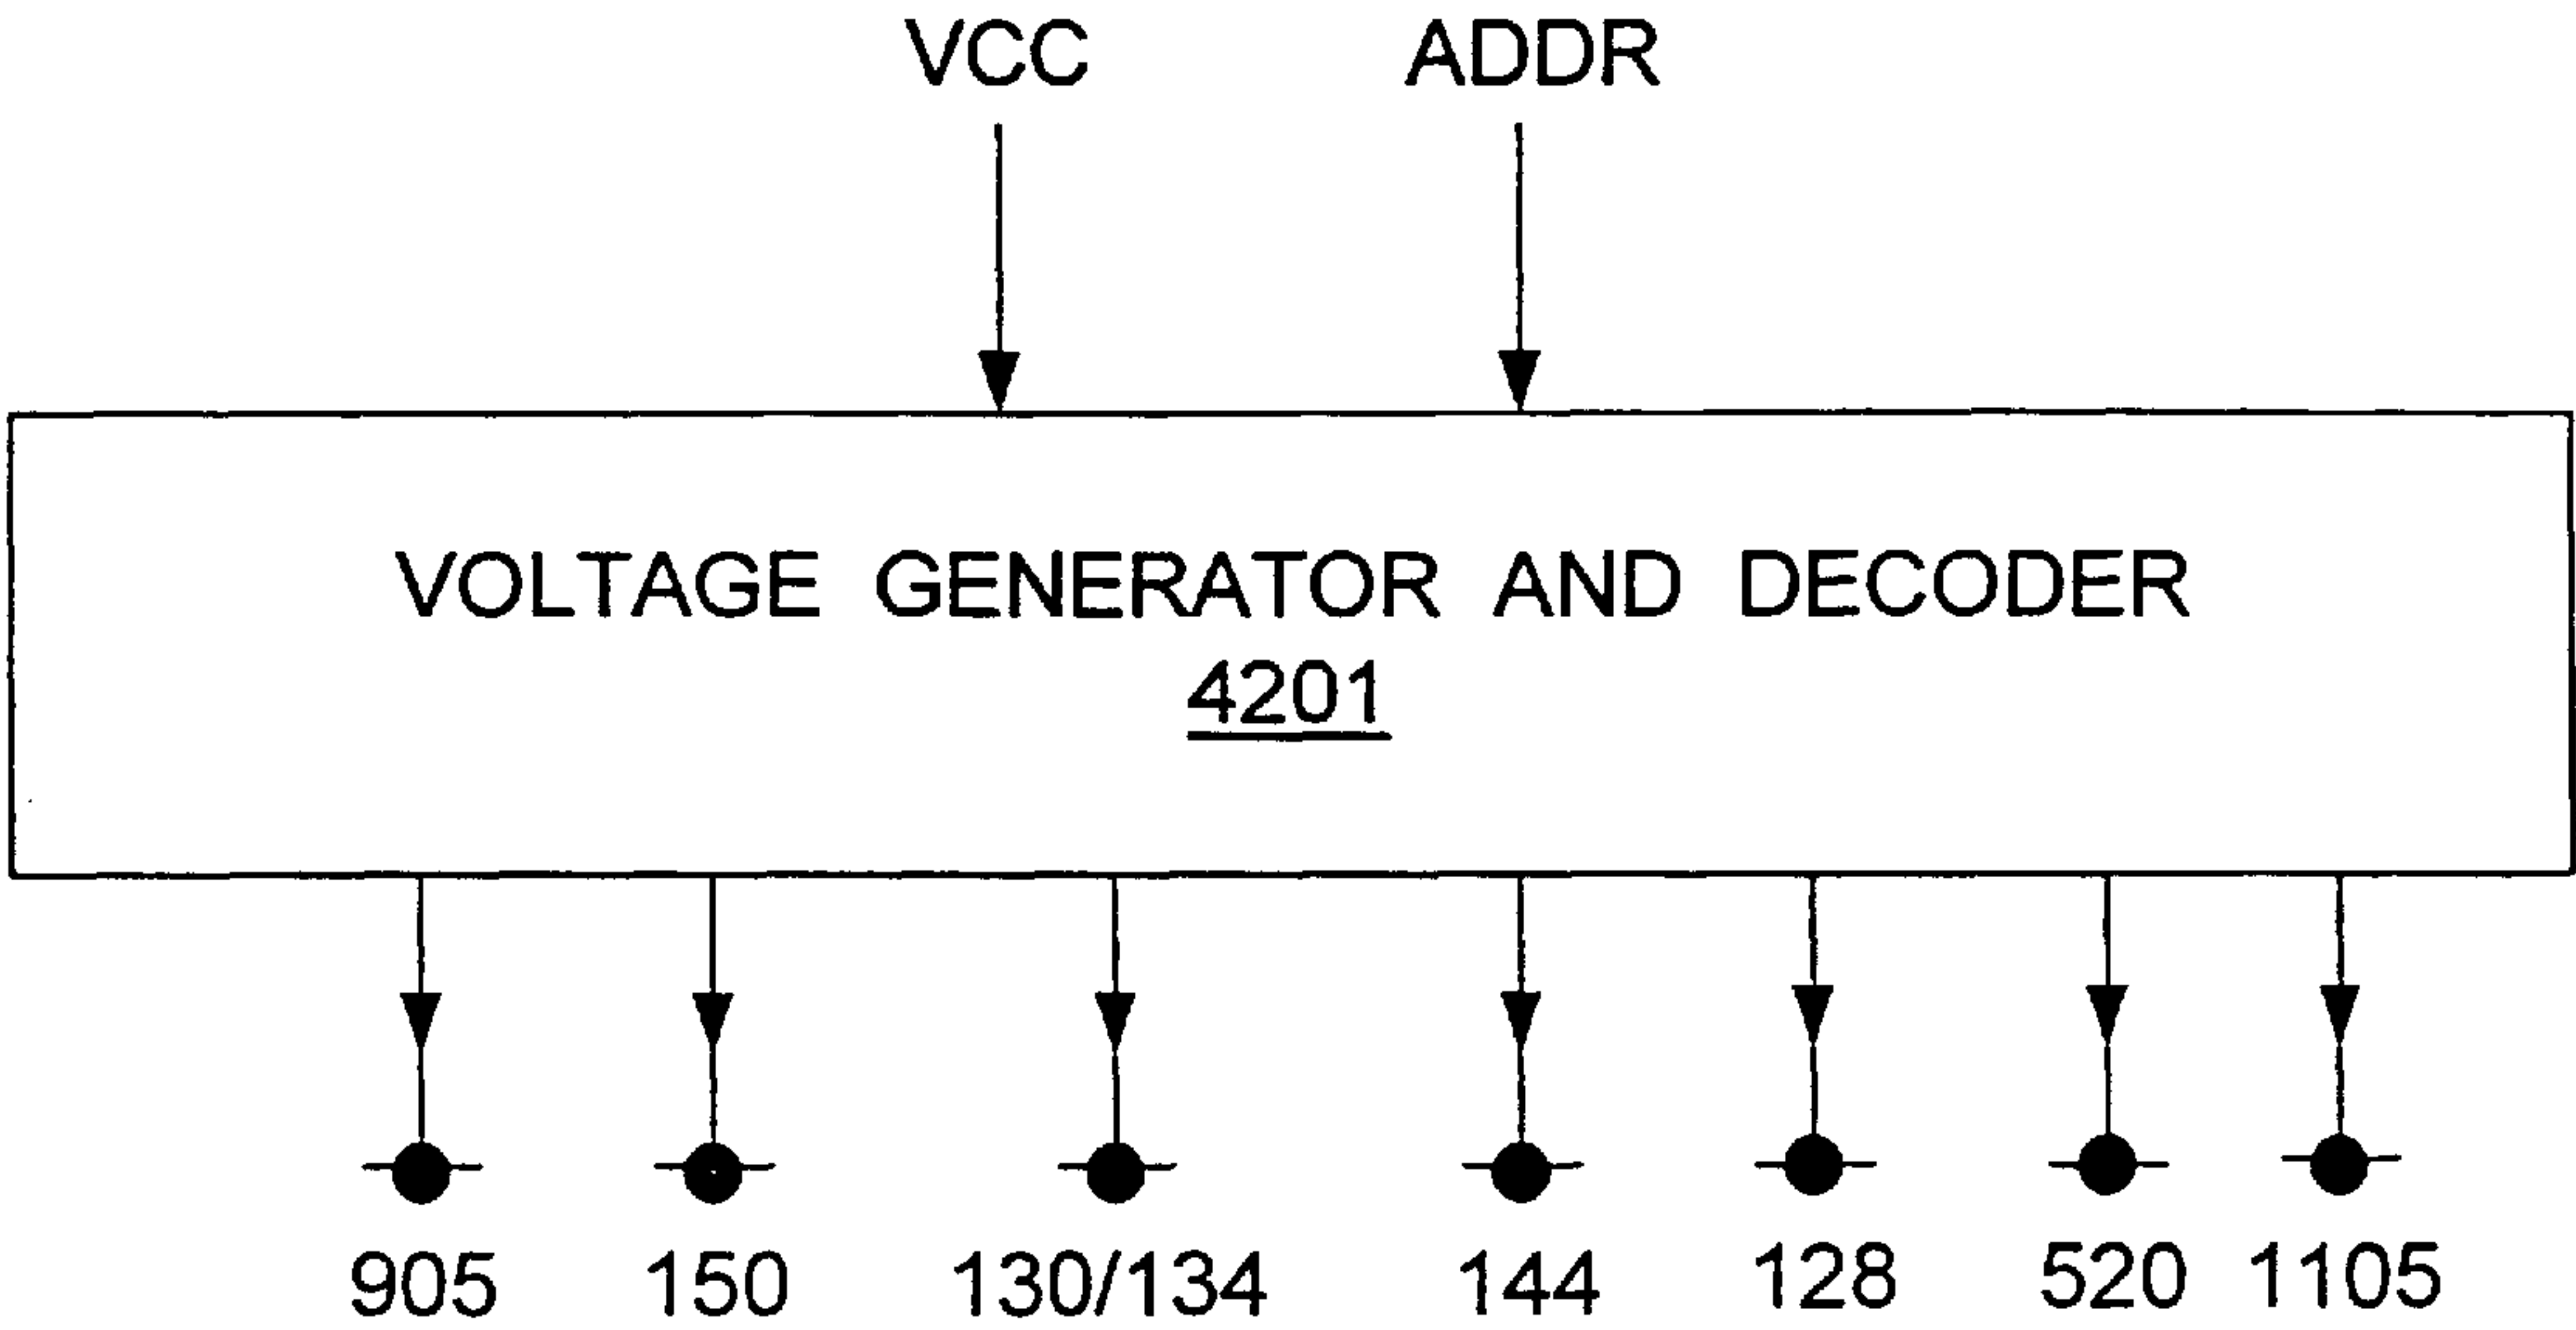 VCC ADDR
VOLTAGE GENERATOR AND DECODER
4201
905 150 130/134 144 128 520 1105